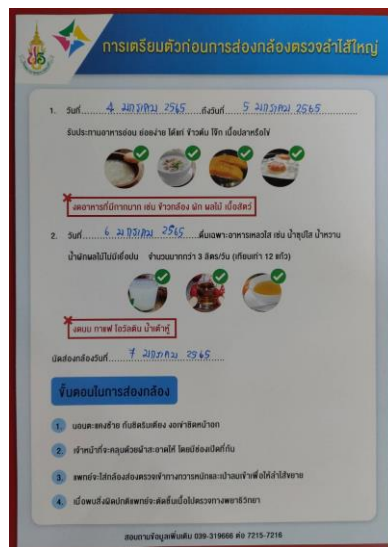 การเตรียมตัวก่อนการส่องกล้องตรวจลำไส้ใหญ่
1. วันที่ 4 มกราคม 2565 ถึงวันที่ 5 มกราคม 2565
รับประทานอาหารอ่อน ย่อยง่าย ได้แก่ ข้าวต้ม โจ๊ก เนื้อปลาหรือไข่
งดอาหารที่มีกากมาก เช่น ข้าวกล้อง ผัก ผลไม้ เนื้อสัตว์
2. วันที่ 6 มกราคม 2565 ดื่มเฉพาะอาหารเหลวใส เช่น น้ำซุปใส น้ำหวาน
น้ำผักผลไม้ไม่มีเยื่อปน จำนวนมากกว่า 3 ลิตร/วัน (เทียบเท่า 12 แก้ว)
งดนม กาแฟ โอวัลติน น้ำเต้าหู้
นัดส่องกล้องวันที่ 7 มกราคม 2565
ขั้นตอนในการส่องกล้อง
1. นอนตะแคงซ้าย ก้นชิดริมเตียง งอเข่าชิดหน้าอก
2. เจ้าหน้าที่จะคลุมด้วยผ้าสะอาดให้ โดยมีช่องเปิดที่ก้น
3. แพทย์จะใส่กล้องส่องตรวจเข้าทางทวารหนักและเป่าลมเข้าเพื่อให้ลำไส้ขยาย
4. เมื่อพบสิ่งผิดปกติแพทย์จะตัดชิ้นเนื้อไปตรวจทางพยาธิวิทยา
สอบถามข้อมูลเพิ่มเติม 039-319666 ต่อ 7215-7216